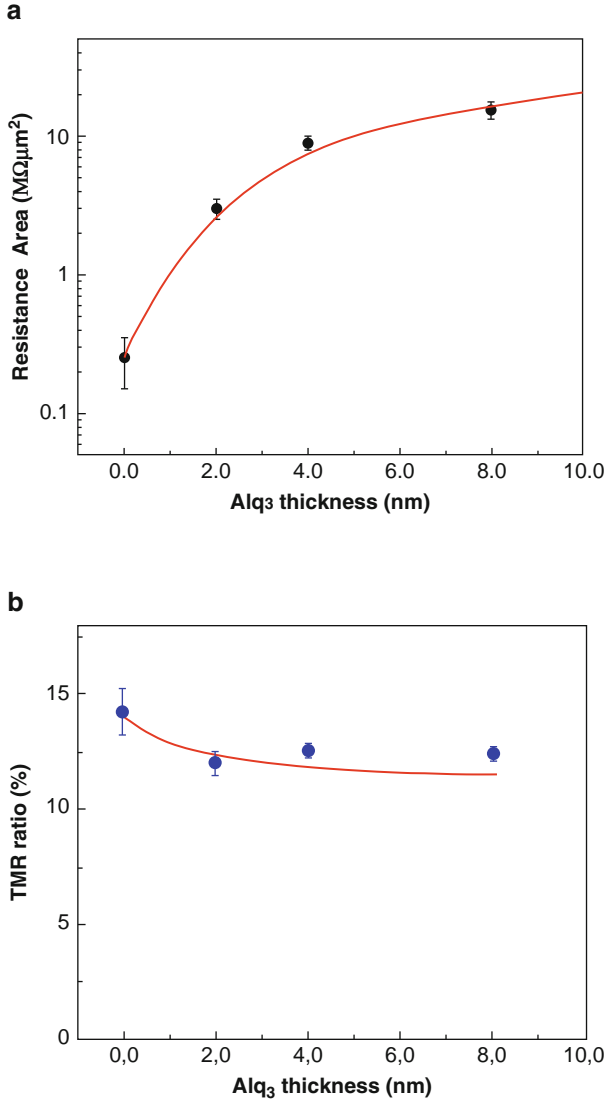 a
Resistance Area (MΩμm²)
10
1
0.1
0.0 2.0 4.0 6.0 8.0 10.0
Alq₃ thickness (nm)
b
TMR ratio (%)
15
10
5
0
0,0 2,0 4,0 6,0 8,0 10,0
Alq₃ thickness (nm)